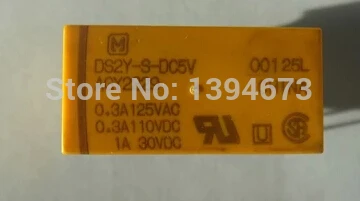 M
DS2Y-S-DC5V 00125L
Store No.: 1394673
0.3A125VAC
0.3A110VDC
1A 30VDC